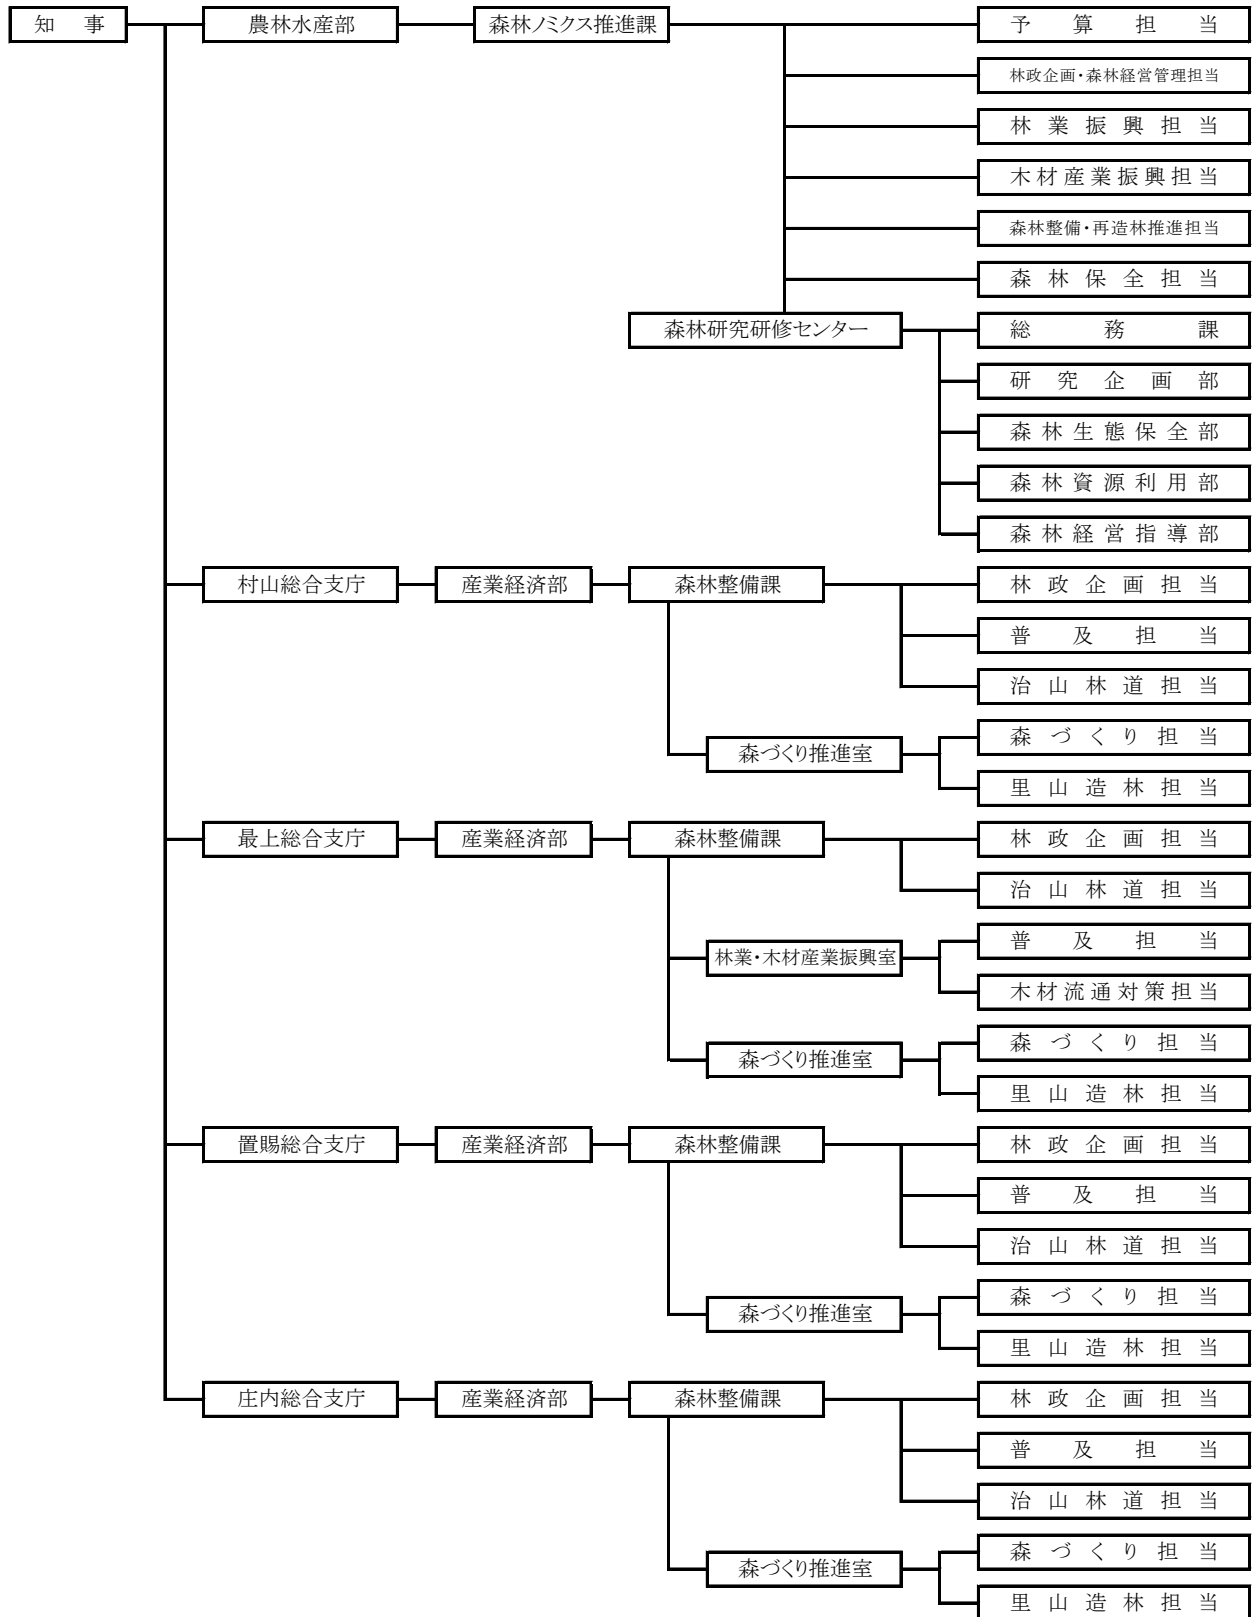 知事 農林水産部 森林ノミクス推進課 予算担当
林政企画・森林経営管理担当
林業振興担当
木材産業振興担当
森林整備・再造林推進担当
森林保全担当
森林研究研修センター 総務課
研究企画部
森林生態保全部
森林資源利用部
森林経営指導部
村山総合支庁 産業経済部 森林整備課 林政企画担当
普及担当
治山林道担当
森づくり推進室 森づくり担当
里山造林担当
最上総合支庁 産業経済部 森林整備課 林政企画担当
治山林道担当
林業・木材産業振興室 普及担当
木材流通対策担当
森づくり推進室 森づくり担当
里山造林担当
置賜総合支庁 産業経済部 森林整備課 林政企画担当
普及担当
治山林道担当
森づくり推進室 森づくり担当
里山造林担当
庄内総合支庁 産業経済部 森林整備課 林政企画担当
普及担当
治山林道担当
森づくり推進室 森づくり担当
里山造林担当